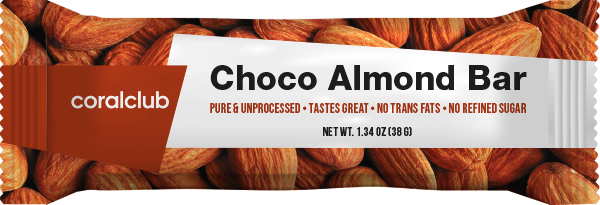 coralclub
Choco Almond Bar
PURE & UNPROCESSED • TASTES GREAT • NO TRANS FATS • NO REFINED SUGAR
NET WT. 1.34 OZ (38 G)